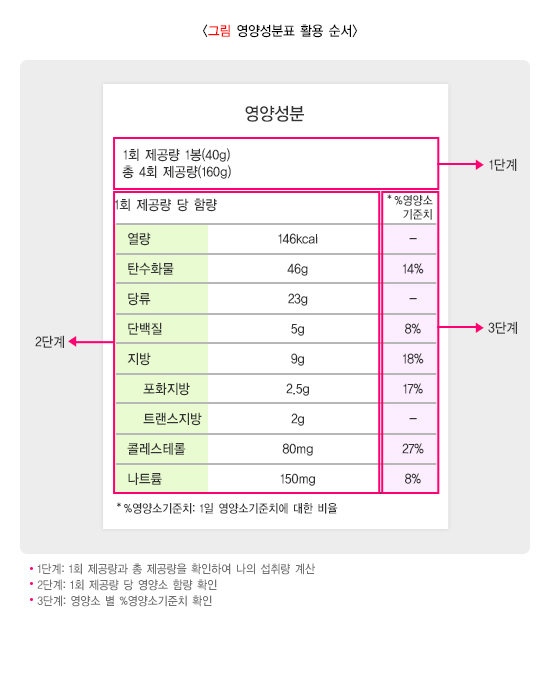 <그림 영양성분표 활용 순서>
영양성분
1회 제공량 1봉(40g)
총 4회 제공량(160g)
1단계
1회 제공량 당 함량
*%영양소
기준치
열량 146kcal –
탄수화물 46g 14%
당류 23g –
단백질 5g 8%
3단계
2단계
지방 9g 18%
포화지방 2.5g 17%
트랜스지방 2g –
콜레스테롤 80mg 27%
나트륨 150mg 8%
*%영양소기준치: 1일 영양소기준치에 대한 비율
• 1단계: 1회 제공량과 총 제공량을 확인하여 나의 섭취량 계산
• 2단계: 1회 제공량 당 영양소 함량 확인
• 3단계: 영양소 별 %영양소기준치 확인